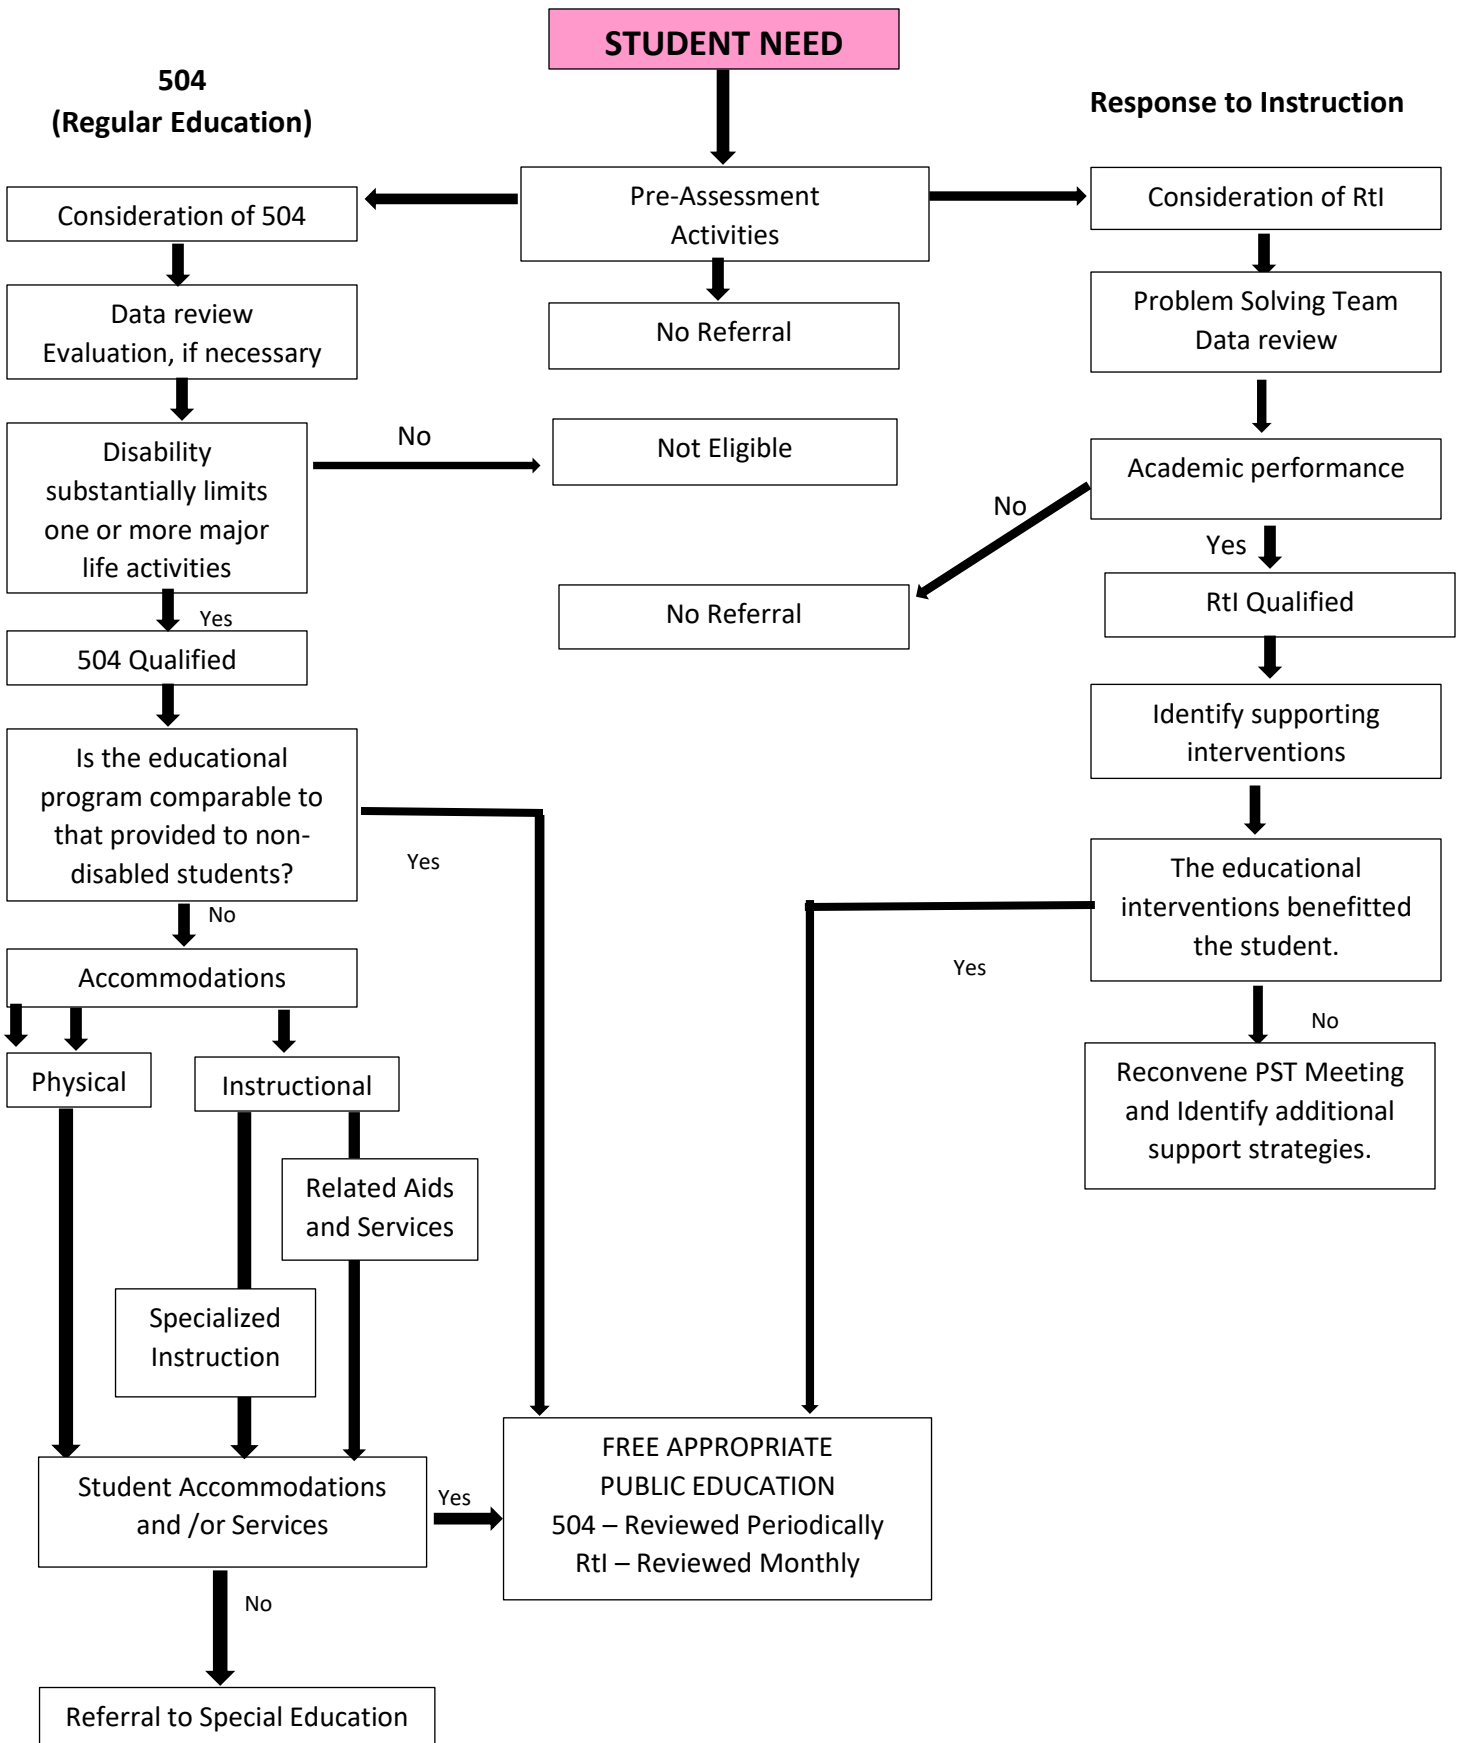 STUDENT NEED
504
(Regular Education)
Response to Instruction
Consideration of 504
Pre-Assessment
Activities
Consideration of RtI
Data review
Evaluation, if necessary
No Referral
Problem Solving Team
Data review
Disability
substantially limits
one or more major
life activities
No
Not Eligible
Academic performance
No
Yes
Yes
No Referral
RtI Qualified
504 Qualified
Identify supporting
interventions
Is the educational
program comparable to
that provided to non-
disabled students?
Yes
The educational
interventions benefitted
the student.
No
Yes
Accommodations
No
Physical
Instructional
Reconvene PST Meeting
and Identify additional
support strategies.
Related Aids
and Services
Specialized
Instruction
Student Accommodations
and /or Services
Yes
FREE APPROPRIATE
PUBLIC EDUCATION
504 – Reviewed Periodically
RtI – Reviewed Monthly
No
Referral to Special Education